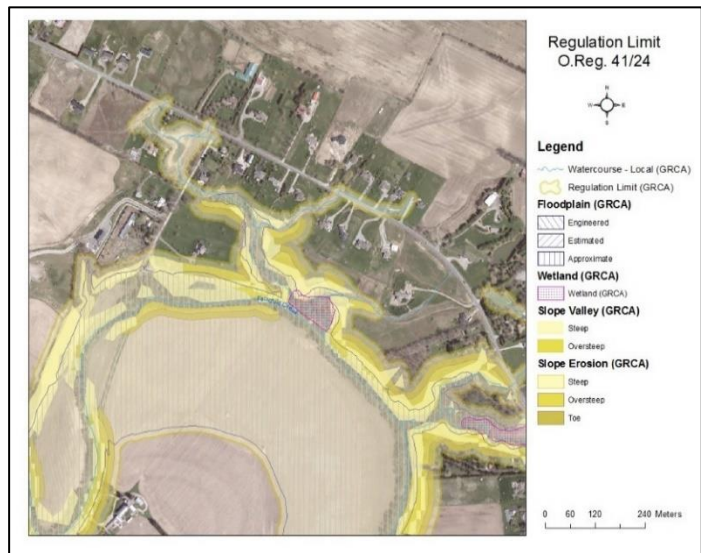 Regulation Limit
O.Reg. 41/24
N
W E
S
Legend
Watercourse - Local (GRCA)
Regulation Limit (GRCA)
Floodplain (GRCA)
Engineered
Estimated
Approximate
Wetland (GRCA)
Wetland (GRCA)
Slope Valley (GRCA)
Steep
Oversteep
Slope Erosion (GRCA)
Steep
Oversteep
Toe
0 60 120 240 Meters